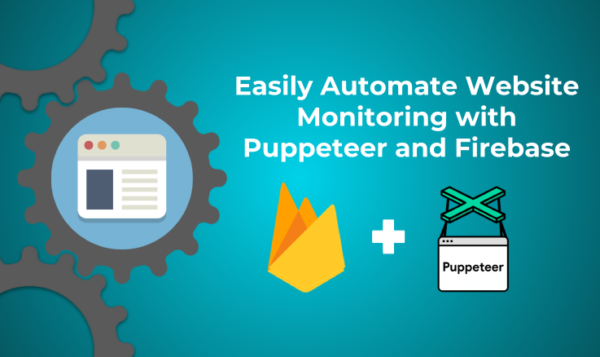 Easily Automate Website
Monitoring with
Puppeteer and Firebase
Puppeteer